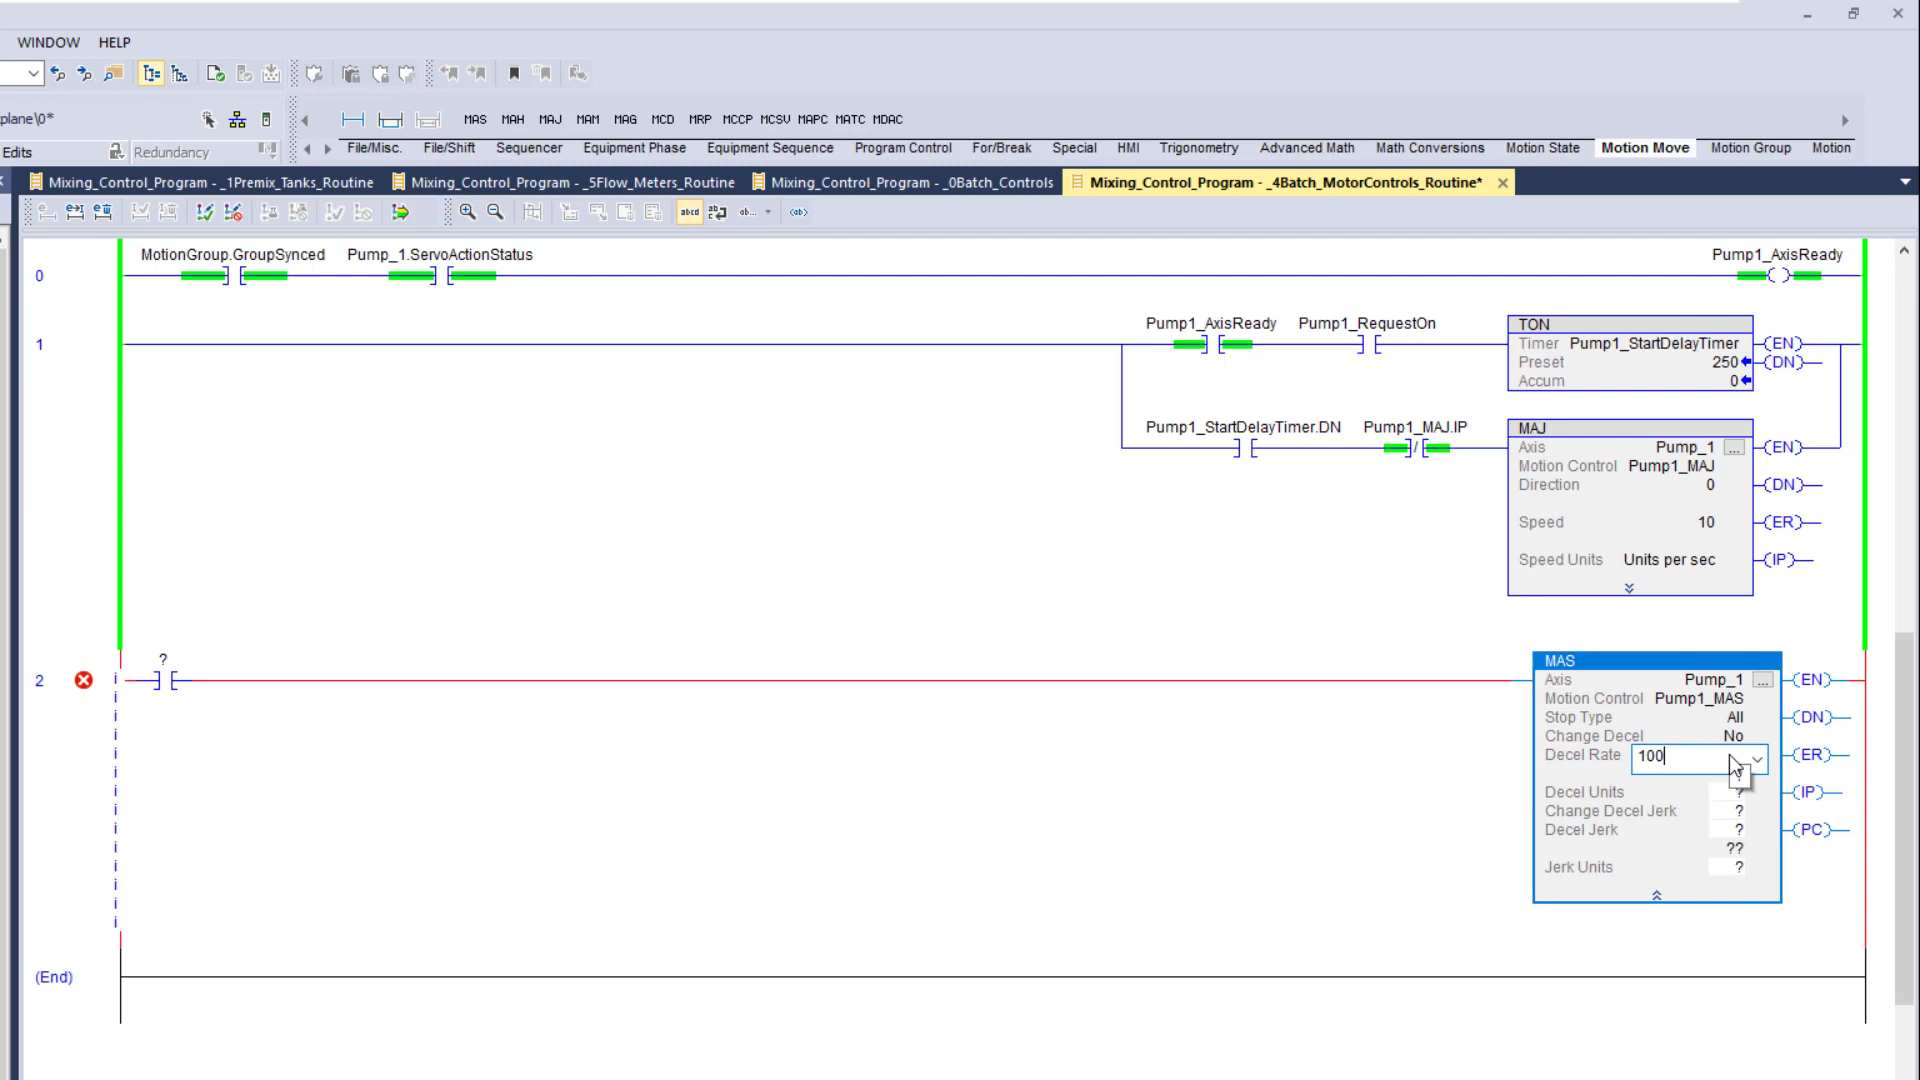 WINDOW HELP
plane\0*
MAS MAH MAJ MAM MAG MCD MRP MCCP MCSV MAPC MATC MDAC
Edits Redundancy
File/Misc. File/Shift Sequencer Equipment Phase Equipment Sequence Program Control For/Break Special HMI Trigonometry Advanced Math Math Conversions Motion State Motion Move Motion Group Motion
Mixing_Control_Program - _1Premix_Tanks_Routine Mixing_Control_Program - _5Flow_Meters_Routine Mixing_Control_Program - _0Batch_Controls Mixing_Control_Program - _4Batch_MotorControls_Routine*
abcd ab... <ab>
MotionGroup.GroupSynced Pump_1.ServoActionStatus Pump1_AxisReady
0
Pump1_AxisReady Pump1_RequestOn TON
1 Timer Pump1_StartDelayTimer (EN)
Preset 250 (DN)
Accum 0
Pump1_StartDelayTimer.DN Pump1_MAJ.IP MAJ
Axis Pump_1 ... (EN)
Motion Control Pump1_MAJ
Direction 0 (DN)
Speed 10 (ER)
Speed Units Units per sec (IP)
? MAS
2 i Axis Pump_1 ... (EN)
i Motion Control Pump1_MAS
i Stop Type All (DN)
i Change Decel No
i Decel Rate 100 (ER)
i ?
i Decel Units ? (IP)
i Change Decel Jerk ?
i Decel Jerk ? (PC)
i ??
i Jerk Units ?
i
i
i
(End)